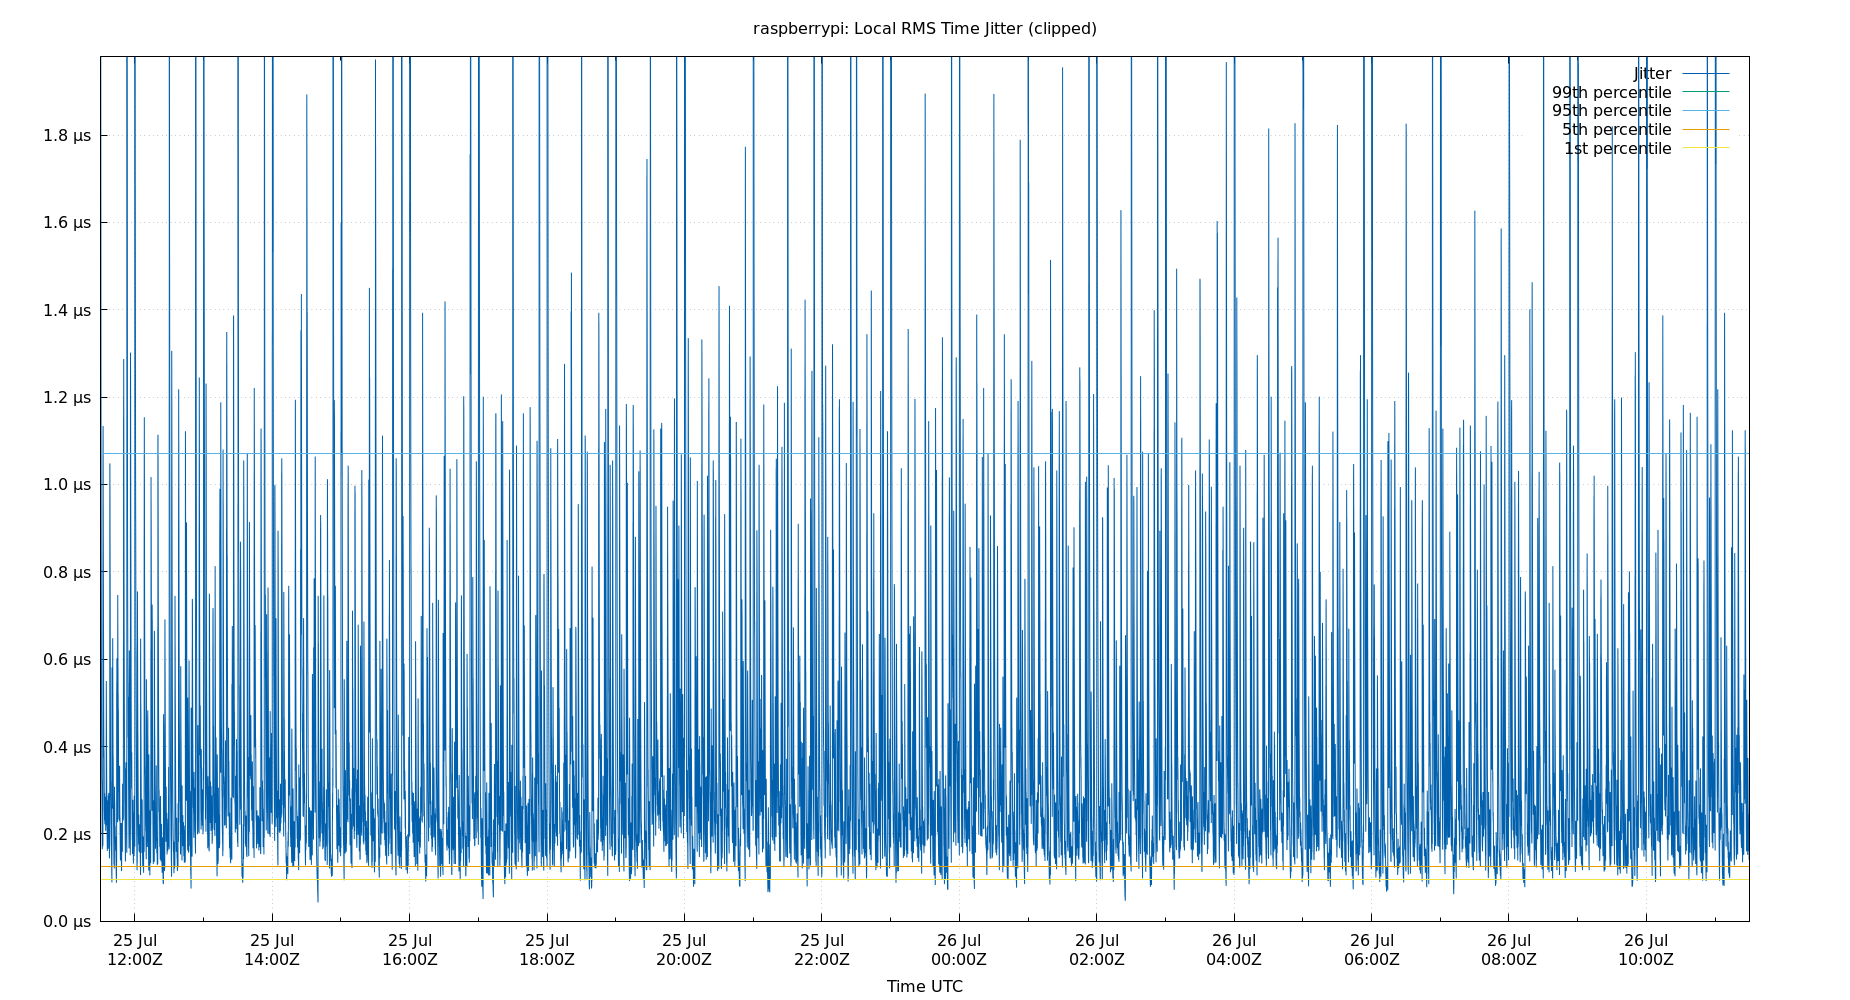 raspberrypi: Local RMS Time Jitter (clipped)
Jitter
99th percentile
95th percentile
5th percentile
1st percentile
1.8 µs
1.6 µs
1.4 µs
1.2 µs
1.0 µs
0.8 µs
0.6 µs
0.4 µs
0.2 µs
0.0 µs
25 Jul 25 Jul 25 Jul 25 Jul 25 Jul 25 Jul 26 Jul 26 Jul 26 Jul 26 Jul 26 Jul 26 Jul
12:00Z 14:00Z 16:00Z 18:00Z 20:00Z 22:00Z 00:00Z 02:00Z 04:00Z 06:00Z 08:00Z 10:00Z
Time UTC